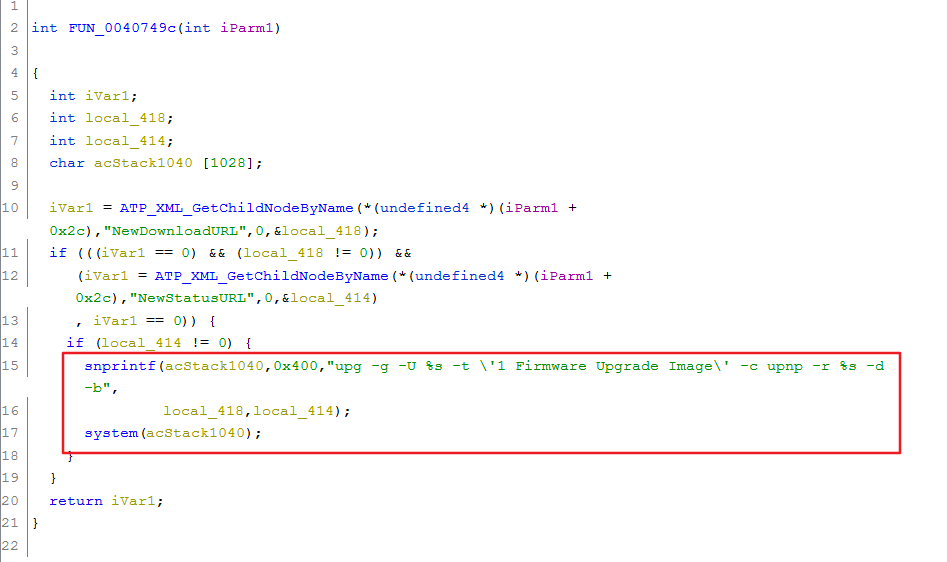 1
2 int FUN_0040749c(int iParm1)
3
4 {
5 int iVar1;
6 int local_418;
7 int local_414;
8 char acStack1040 [1028];
9
10 iVar1 = ATP_XML_GetChildNodeByName(*(undefined4 *)(iParm1 +
0x2c),"NewDownloadURL",0,&local_418);
11 if (((iVar1 == 0) && (local_418 != 0)) &&
12 (iVar1 = ATP_XML_GetChildNodeByName(*(undefined4 *)(iParm1 +
0x2c),"NewStatusURL",0,&local_414)
13 , iVar1 == 0)) {
14 if (local_414 != 0) {
15 snprintf(acStack1040,0x400,"upg -g -U %s -t \'1 Firmware Upgrade Image\' -c upnp -r %s -d
-b",
16 local_418,local_414);
17 system(acStack1040);
18 }
19 }
20 return iVar1;
21 }
22